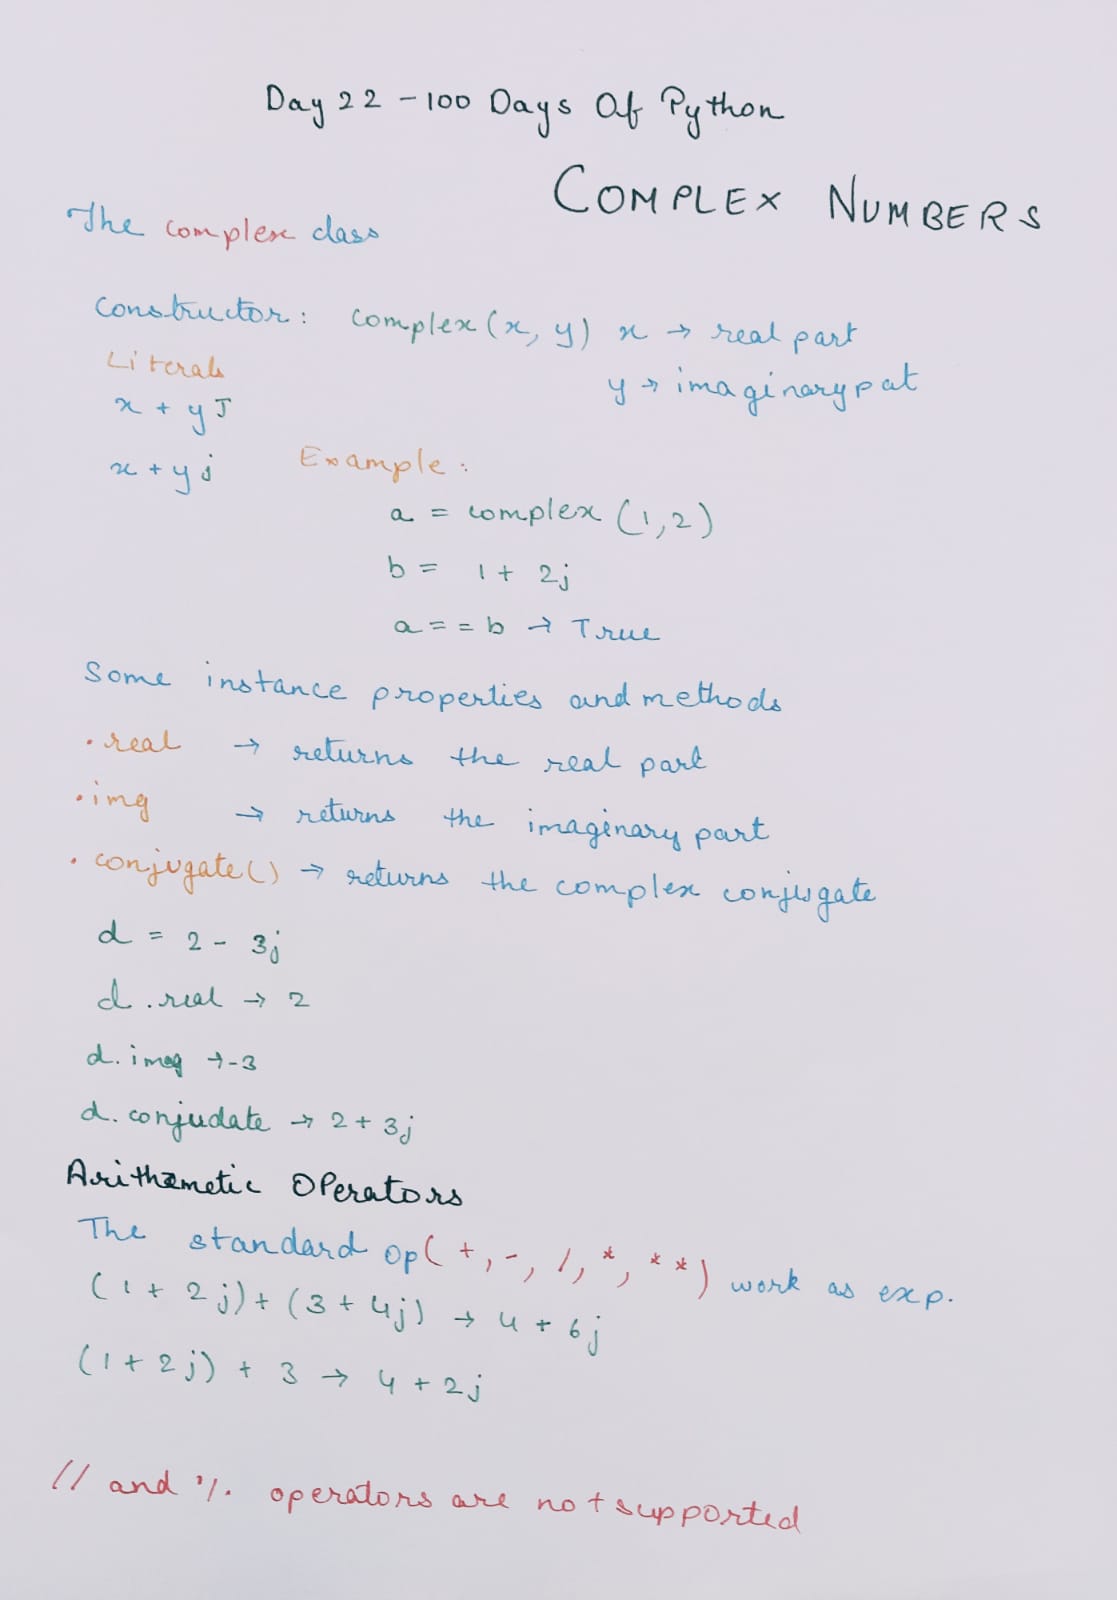 Day 22 - 100 Days Of Python
COMPLEX NUMBERS
The complex class
Constructor: complex(x, y) x → real part
y → imaginary pat
Literals
x + yJ
x + yj
Example:
a = complex (1,2)
b = 1 + 2j
a == b → True
Some instance properties and methods
.real → returns the real part
.img → returns the imaginary part
.conjugate() → returns the complex conjugate
d = 2 - 3j
d.real → 2
d.imag → -3
d.conjudate → 2 + 3j
Arithmetic Operators
The standard op( +, -, /, *, **) work as exp.
(1 + 2j) + (3 + 4j) → 4 + 6j
(1 + 2j) + 3 → 4 + 2j
// and % operators are not supported